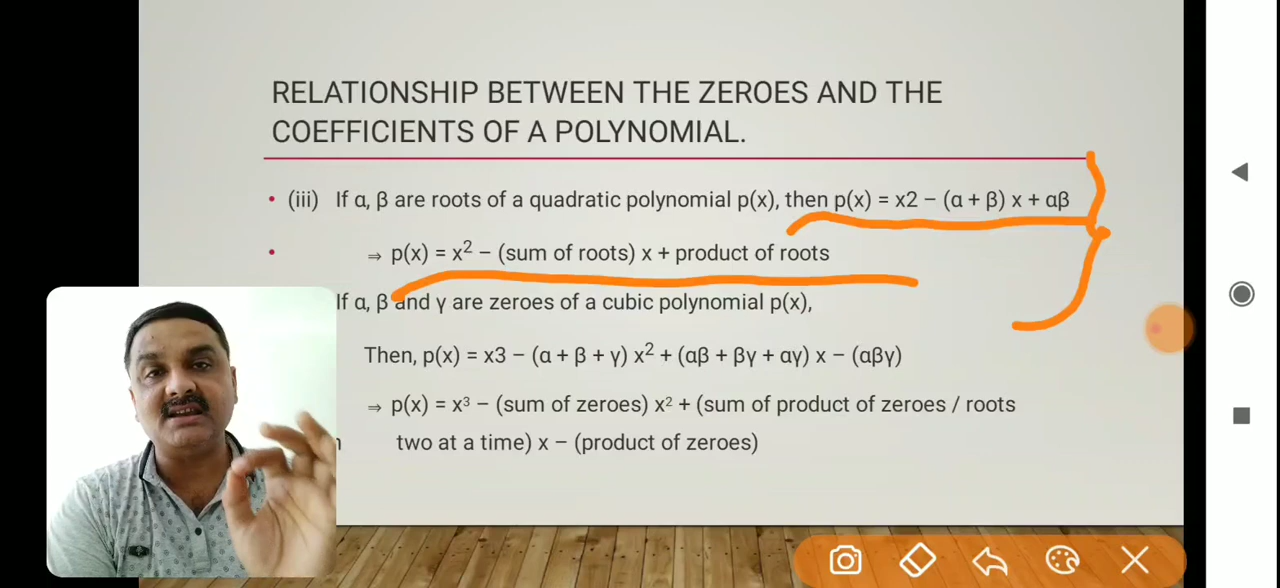 RELATIONSHIP BETWEEN THE ZEROES AND THE
COEFFICIENTS OF A POLYNOMIAL.
• (iii) If α, β are roots of a quadratic polynomial p(x), then p(x) = x2 − (α + β) x + αβ
• ⇒ p(x) = x² − (sum of roots) x + product of roots
If α, β and γ are zeroes of a cubic polynomial p(x),
Then, p(x) = x3 − (α + β + γ) x² + (αβ + βγ + αγ) x − (αβγ)
⇒ p(x) = x³ − (sum of zeroes) x² + (sum of product of zeroes / roots
two at a time) x − (product of zeroes)